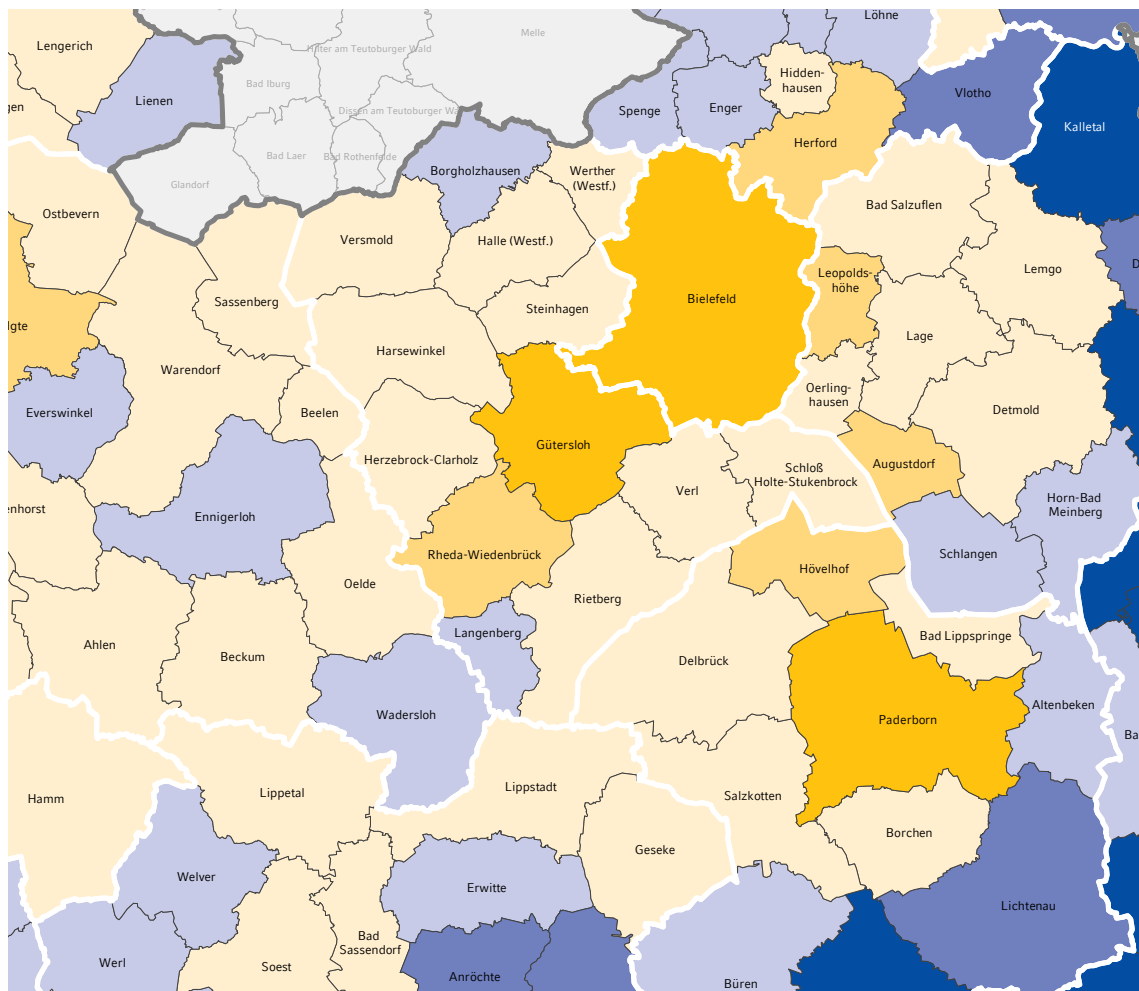 Löhne
Melle
Lengerich
Hilter am Teutoburger Wald
Hidden-
hausen
Bad Iburg
Vlotho
Lienen
gen
Dissen am Teutoburger Wa
Spenge
Enger
Kalletal
Herford
Bad Laer
Bad Rothenfelde
Borgholzhausen
Werther
(Westf.)
Glandorf
Ostbevern
Bad Salzuflen
Versmold
Halle (Westf.)
D
Lemgo
Leopolds-
höhe
Sassenberg
Bielefeld
Steinhagen
lgte
Lage
Harsewinkel
Warendorf
Oerling-
hausen
Everswinkel
Beelen
Detmold
Gütersloh
Herzebrock-Clarholz
Augustdorf
Schloß
Holte-Stukenbrock
Verl
Horn-Bad
Meinberg
enhorst
Ennigerloh
Rheda-Wiedenbrück
Schlangen
Hövelhof
Oelde
Rietberg
Langenberg
Bad Lippspringe
Ahlen
Beckum
Delbrück
Altenbeken
Wadersloh
Paderborn
Ba
Lippstadt
Lippetal
Hamm
Salzkotten
Borchen
Geseke
Welver
Erwitte
Lichtenau
Bad
Sassendorf
Werl
Soest
Anröchte
Büren